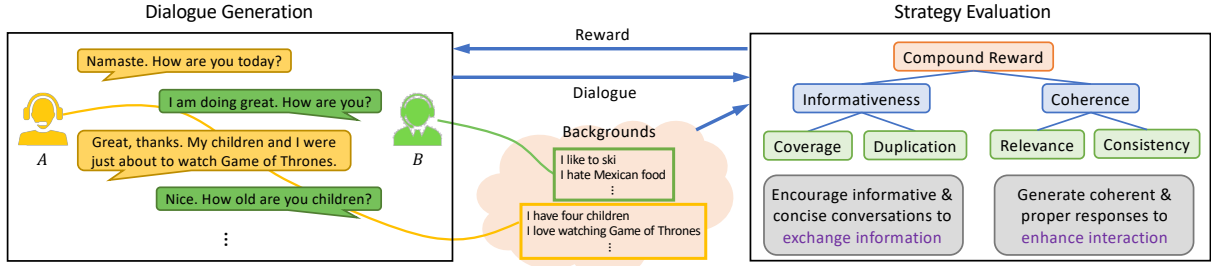 Dialogue Generation
Namaste. How are you today?
I am doing great. How are you?
A
B
Great, thanks. My children and I were
just about to watch Game of Thrones.
Nice. How old are you children?
⋮
Reward
Dialogue
Backgrounds
I like to ski
I hate Mexican food
⋮
I have four children
I love watching Game of Thrones
⋮
Strategy Evaluation
Compound Reward
Informativeness
Coherence
Coverage
Duplication
Relevance
Consistency
Encourage informative &
concise conversations to
exchange information
Generate coherent &
proper responses to
enhance interaction